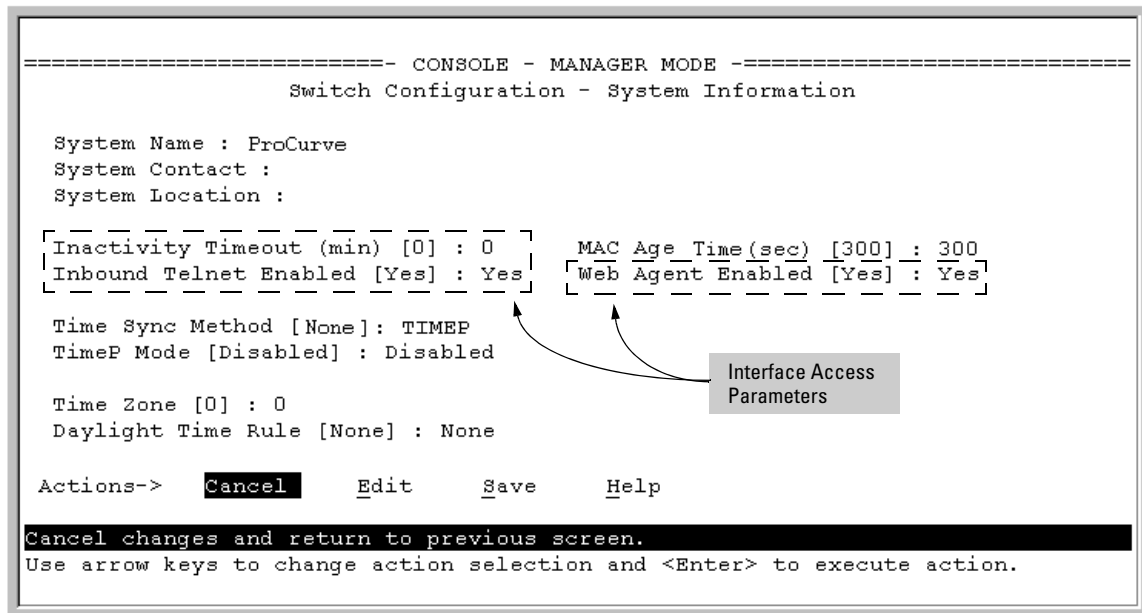 ==========================- CONSOLE - MANAGER MODE -============================
Switch Configuration - System Information
System Name : ProCurve
System Contact :
System Location :
Inactivity Timeout (min) [0] : 0    MAC Age Time(sec) [300] : 300
Inbound Telnet Enabled [Yes] : Yes    Web Agent Enabled [Yes] : Yes
Time Sync Method [None]: TIMEP
TimeP Mode [Disabled] : Disabled
Interface Access
Parameters
Time Zone [0] : 0
Daylight Time Rule [None] : None
Actions->   Cancel   Edit   Save   Help
Cancel changes and return to previous screen.
Use arrow keys to change action selection and <Enter> to execute action.